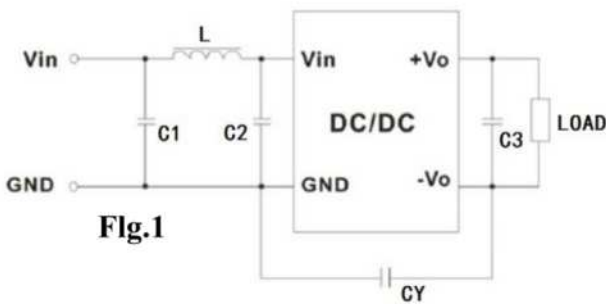 L
Vin
Vin
+Vo
C1
C2
DC/DC
C3
LOAD
GND
GND
-Vo
Flg.1
CY